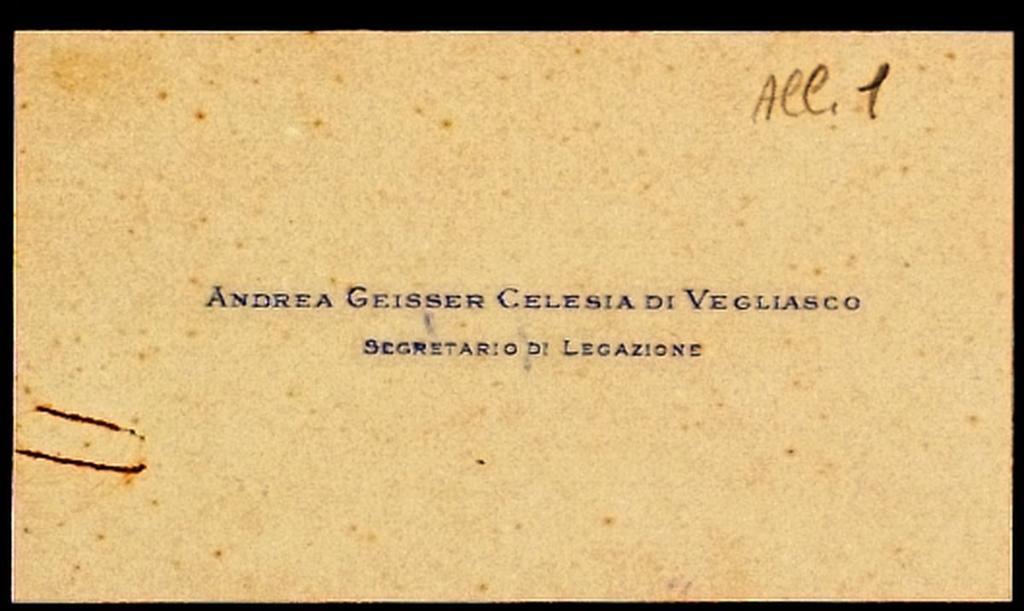 All. 1
ANDREA GEISSER CELESIA DI VEGLIASCO
SEGRETARIO DI LEGAZIONE